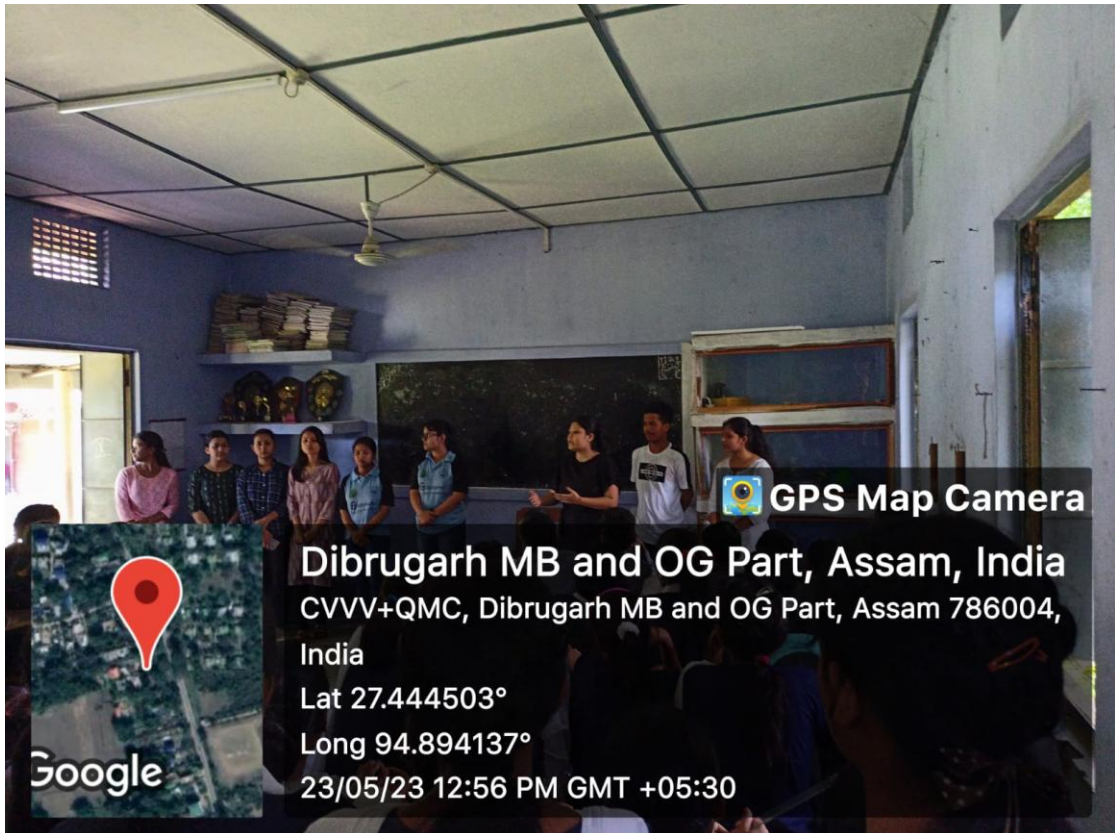 GPS Map Camera
Dibrugarh MB and OG Part, Assam, India
CVVV+QMC, Dibrugarh MB and OG Part, Assam 786004,
India
Lat 27.444503°
Long 94.894137°
23/05/23 12:56 PM GMT +05:30
Google